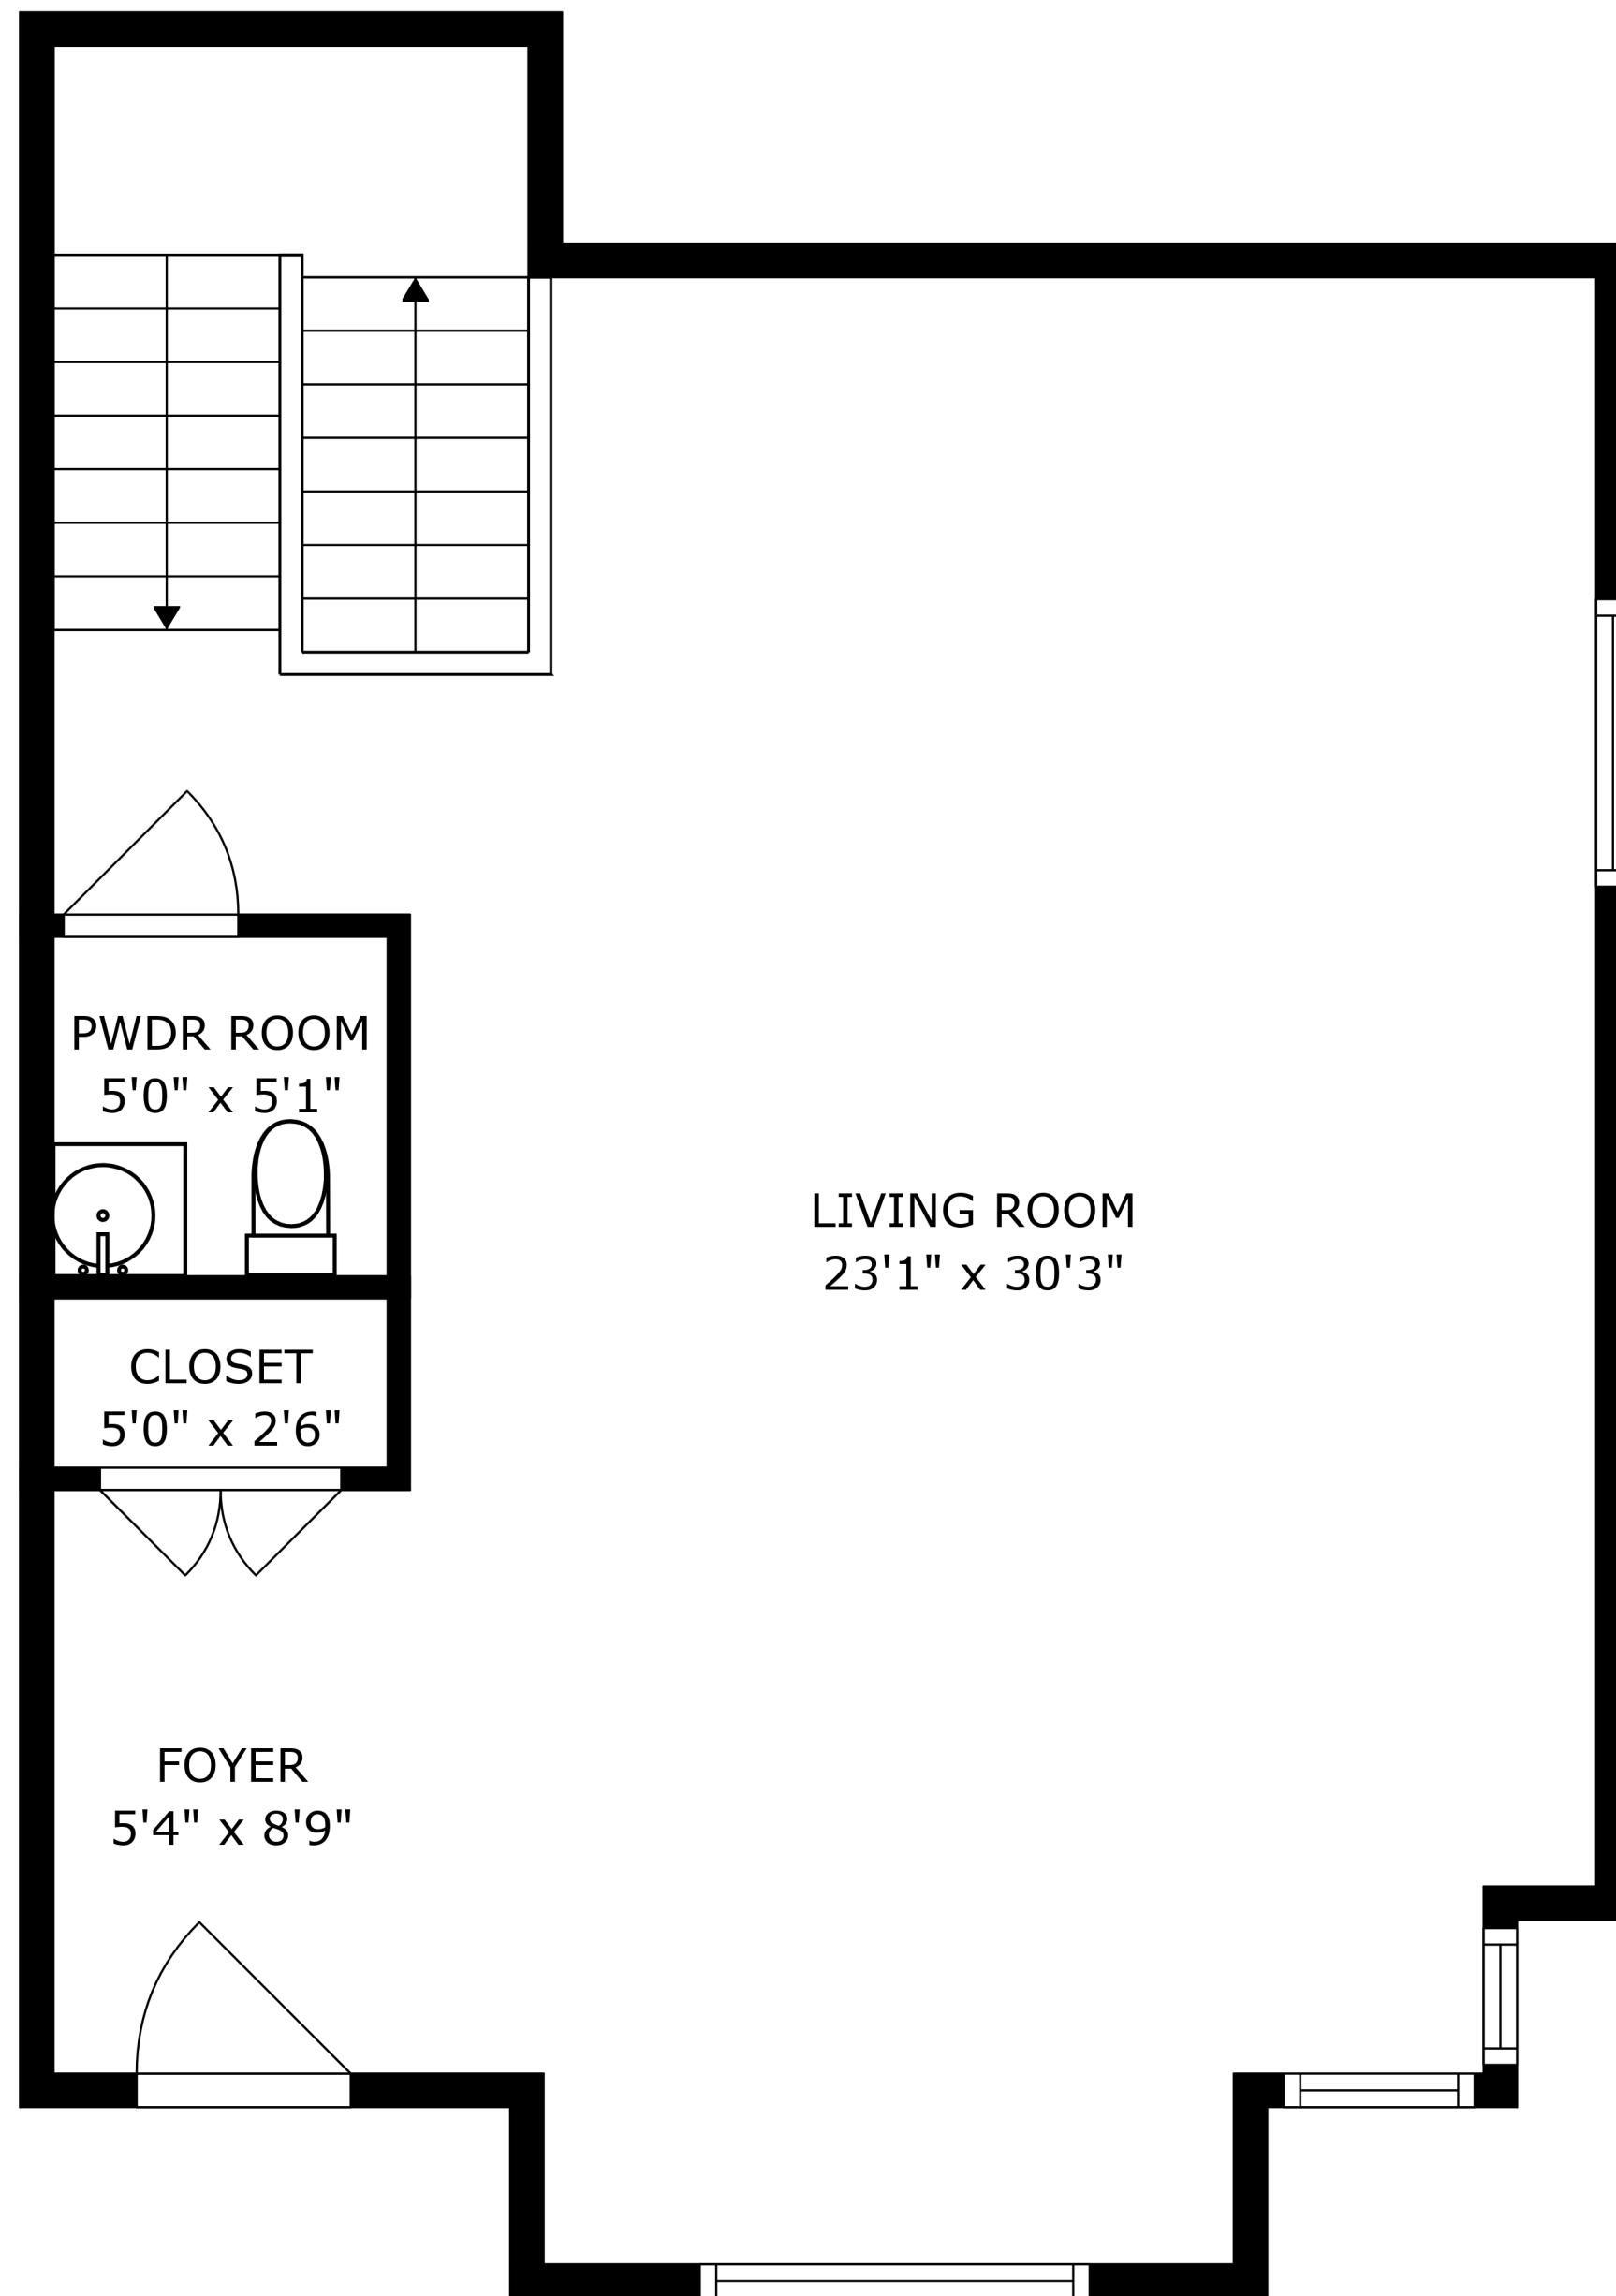 PWDR ROOM
5'0" x 5'1"
LIVING ROOM
23'1" x 30'3"
CLOSET
5'0" x 2'6"
FOYER
5'4" x 8'9"